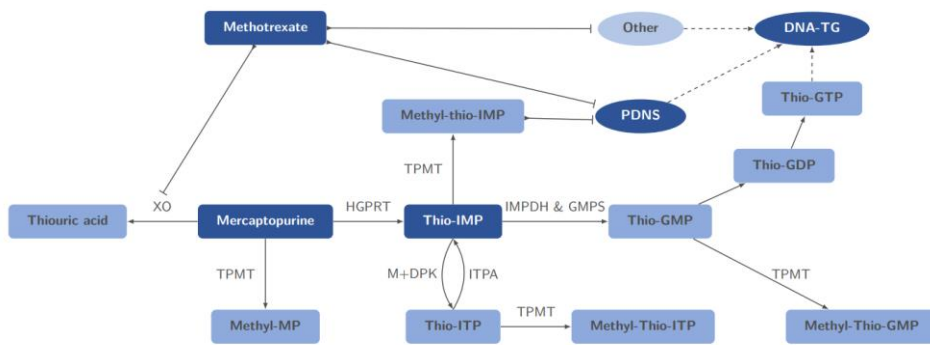 Methotrexate
Other
DNA-TG
Thio-GTP
Methyl-thio-IMP
PDNS
TPMT
Thio-GDP
XO
HGPRT
IMPDH & GMPS
Thiouric acid
Mercaptopurine
Thio-IMP
Thio-GMP
TPMT
M+DPK
ITPA
TPMT
TPMT
Methyl-MP
Thio-ITP
Methyl-Thio-ITP
Methyl-Thio-GMP